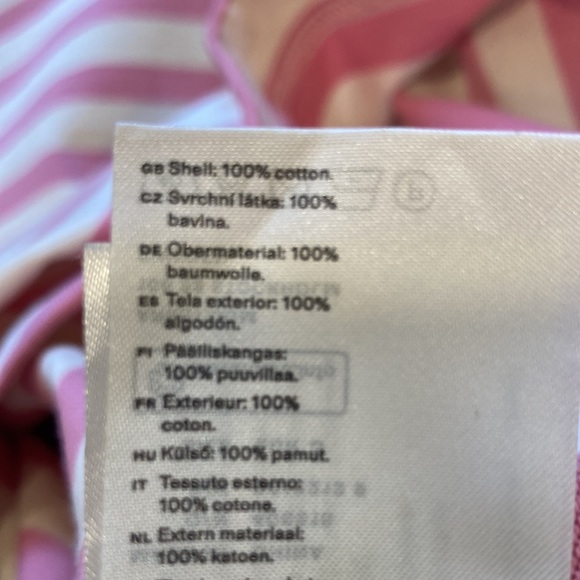 GB Shell: 100% cotton.
CZ Svrchní látka: 100%
bavlna.
DE Obermaterial: 100%
baumwolle.
ES Tela exterior: 100%
algodón.
FI Päälliskangas:
100% puuvillaa.
FR Exterieur: 100%
coton.
HU Külső: 100% pamut.
IT Tessuto esterno:
100% cotone.
NL Extern materiaal:
100% katoen.